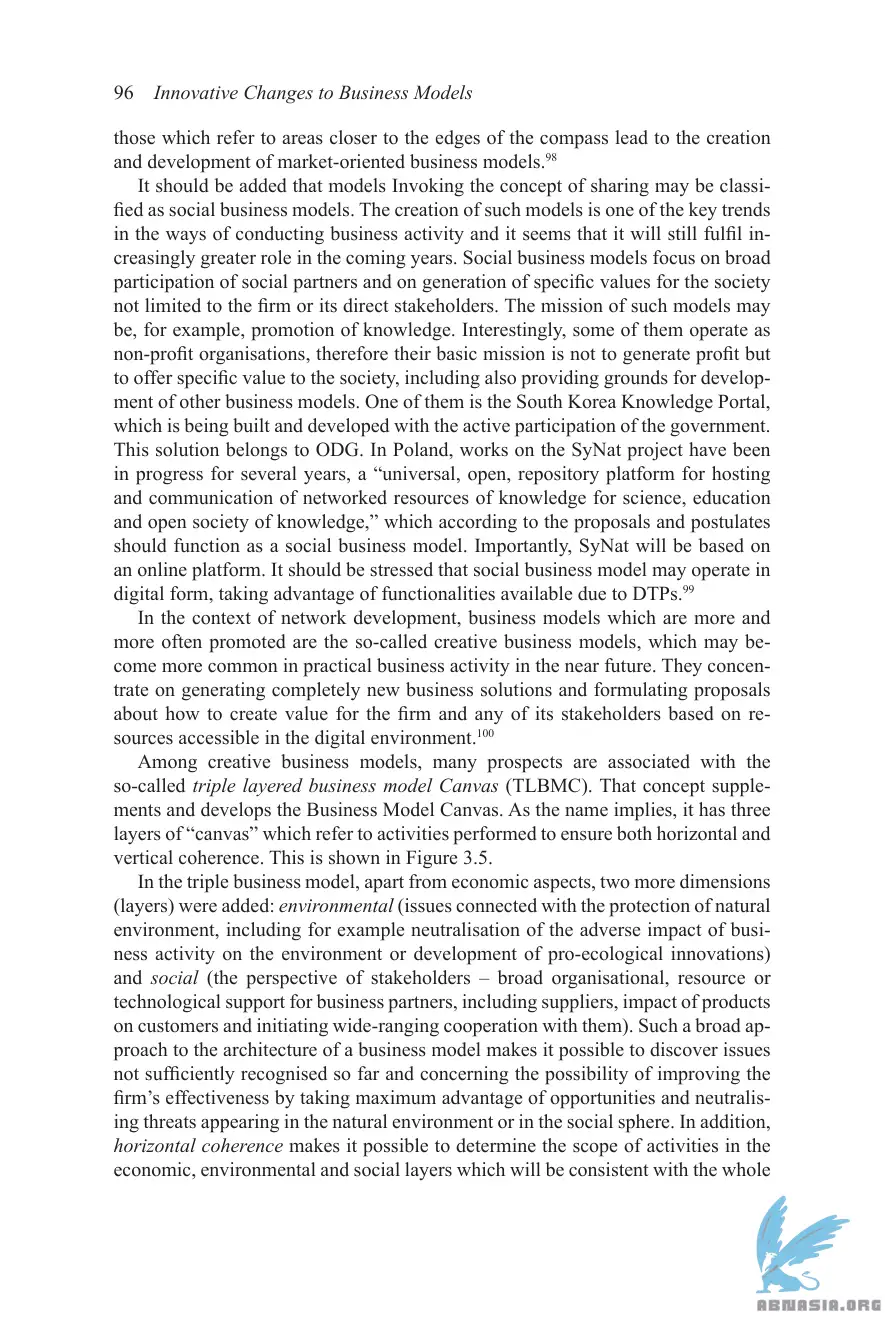 96 Innovative Changes to Business Models
those which refer to areas closer to the edges of the compass lead to the creation
and development of market-oriented business models.98
It should be added that models Invoking the concept of sharing may be classi-
fied as social business models. The creation of such models is one of the key trends
in the ways of conducting business activity and it seems that it will still fulfil in-
creasingly greater role in the coming years. Social business models focus on broad
participation of social partners and on generation of specific values for the society
not limited to the firm or its direct stakeholders. The mission of such models may
be, for example, promotion of knowledge. Interestingly, some of them operate as
non-profit organisations, therefore their basic mission is not to generate profit but
to offer specific value to the society, including also providing grounds for develop-
ment of other business models. One of them is the South Korea Knowledge Portal,
which is being built and developed with the active participation of the government.
This solution belongs to ODG. In Poland, works on the SyNat project have been
in progress for several years, a “universal, open, repository platform for hosting
and communication of networked resources of knowledge for science, education
and open society of knowledge,” which according to the proposals and postulates
should function as a social business model. Importantly, SyNat will be based on
an online platform. It should be stressed that social business model may operate in
digital form, taking advantage of functionalities available due to DTPs.99
In the context of network development, business models which are more and
more often promoted are the so-called creative business models, which may be-
come more common in practical business activity in the near future. They concen-
trate on generating completely new business solutions and formulating proposals
about how to create value for the firm and any of its stakeholders based on re-
sources accessible in the digital environment.100
Among creative business models, many prospects are associated with the
so-called triple layered business model Canvas (TLBMC). That concept supple-
ments and develops the Business Model Canvas. As the name implies, it has three
layers of “canvas” which refer to activities performed to ensure both horizontal and
vertical coherence. This is shown in Figure 3.5.
In the triple business model, apart from economic aspects, two more dimensions
(layers) were added: environmental (issues connected with the protection of natural
environment, including for example neutralisation of the adverse impact of busi-
ness activity on the environment or development of pro-ecological innovations)
and social (the perspective of stakeholders – broad organisational, resource or
technological support for business partners, including suppliers, impact of products
on customers and initiating wide-ranging cooperation with them). Such a broad ap-
proach to the architecture of a business model makes it possible to discover issues
not sufficiently recognised so far and concerning the possibility of improving the
firm’s effectiveness by taking maximum advantage of opportunities and neutralis-
ing threats appearing in the natural environment or in the social sphere. In addition,
horizontal coherence makes it possible to determine the scope of activities in the
economic, environmental and social layers which will be consistent with the whole
ABNASIA.ORG